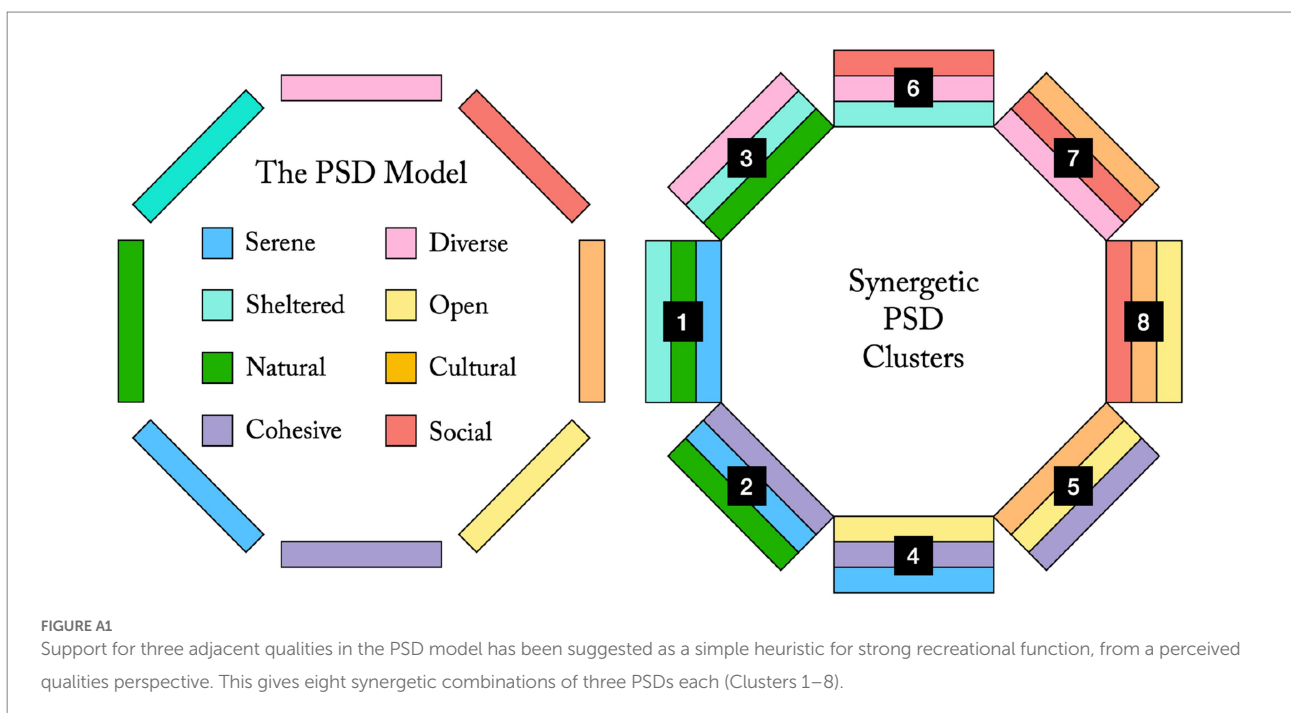 The PSD Model
Serene
Diverse
Sheltered
Open
Natural
Cultural
Cohesive
Social
6
3
7
1
Synergetic
PSD
Clusters
8
2
5
4
FIGURE A1
Support for three adjacent qualities in the PSD model has been suggested as a simple heuristic for strong recreational function, from a perceived
qualities perspective. This gives eight synergetic combinations of three PSDs each (Clusters 1–8).